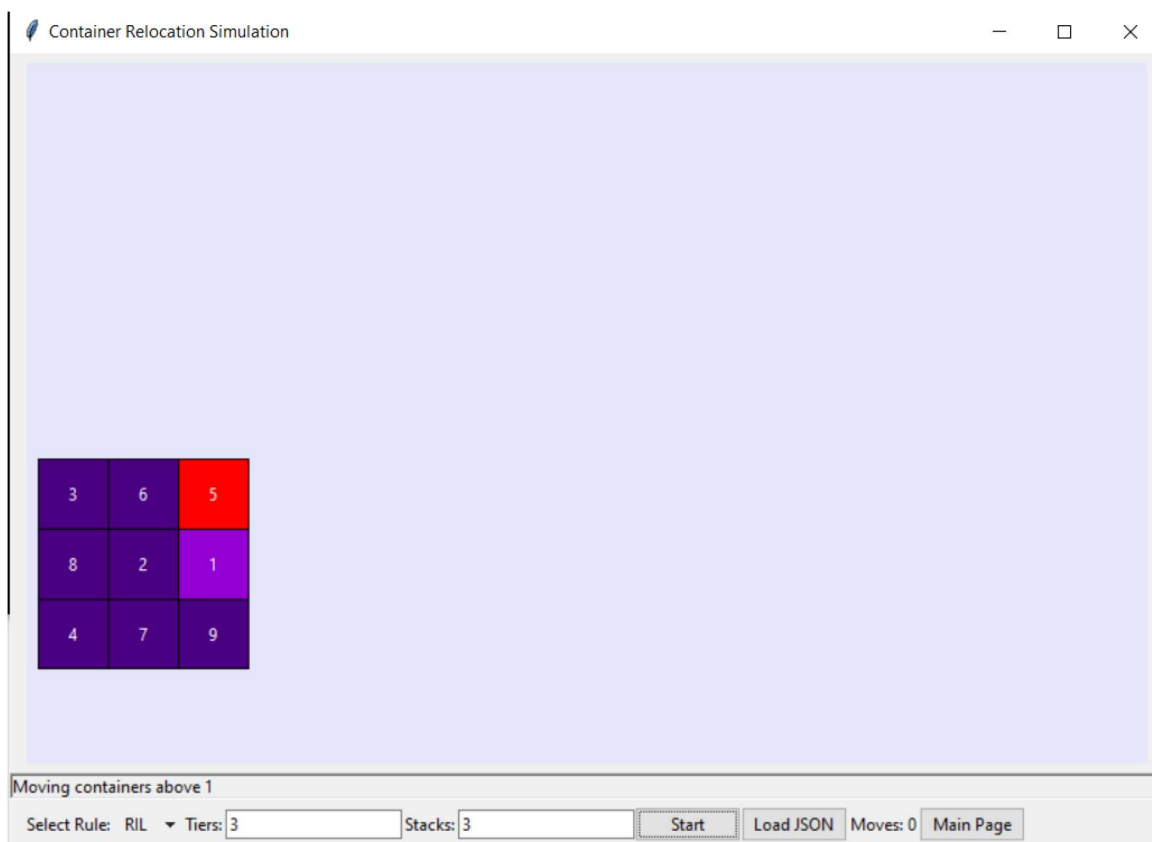 Container Relocation Simulation
3 6 5
8 2 1
4 7 9
Moving containers above 1
Select Rule: RIL Tiers: 3 Stacks: 3 Start Load JSON Moves: 0 Main Page